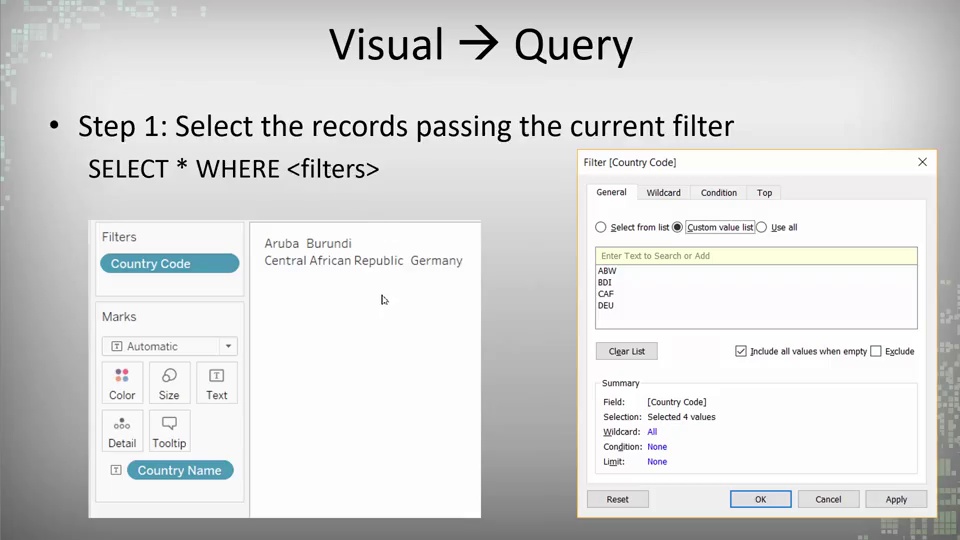 Visual → Query
• Step 1: Select the records passing the current filter
SELECT * WHERE <filters>
Filters
Country Code
Marks
Automatic
Color Size Text
Detail Tooltip
Country Name
Aruba Burundi
Central African Republic Germany
Filter [Country Code]
General Wildcard Condition Top
Select from list Custom value list Use all
Enter Text to Search or Add
ABW
BDI
CAF
DEU
Clear List Include all values when empty Exclude
Summary
Field: [Country Code]
Selection: Selected 4 values
Wildcard: All
Condition: None
Limit: None
Reset OK Cancel Apply